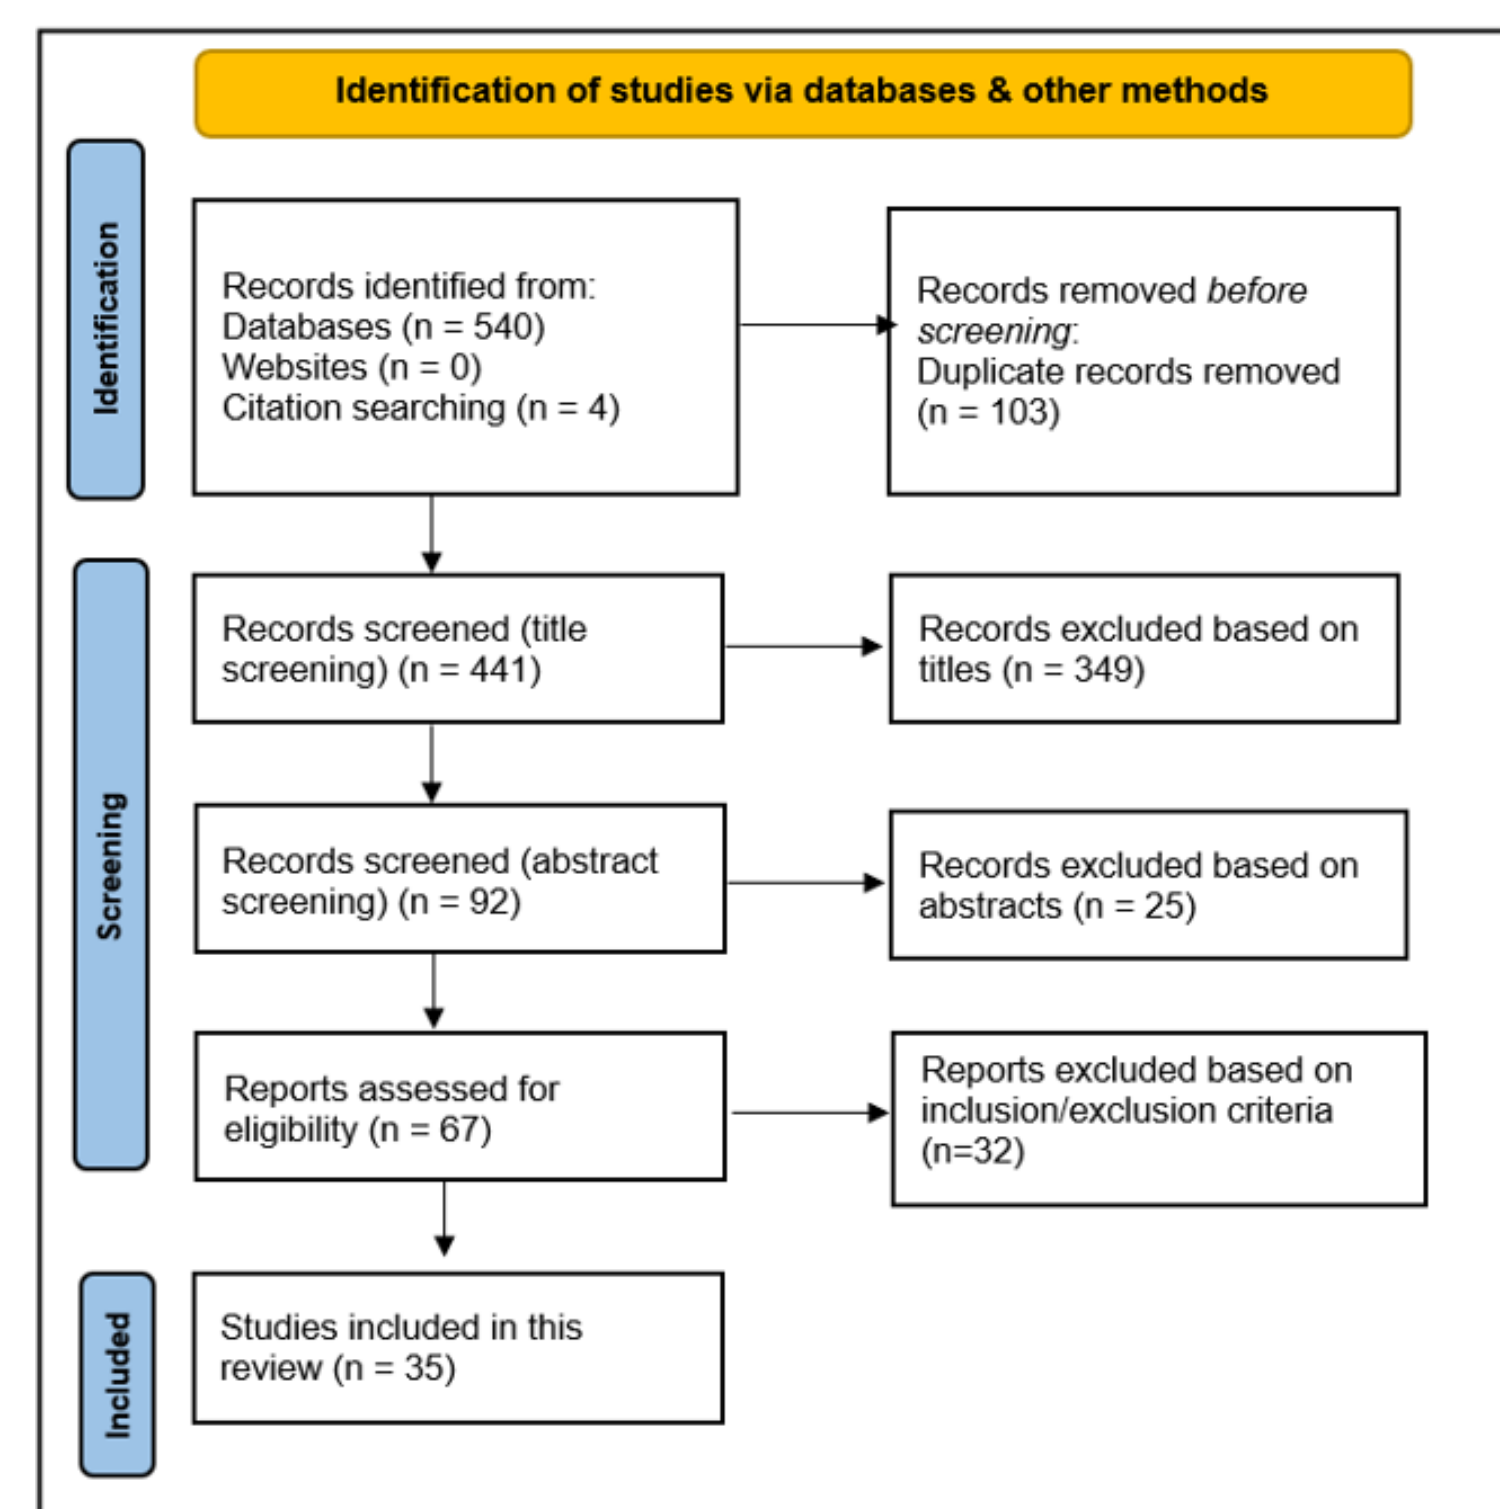 Identification of studies via databases & other methods
Identification
Records identified from:
Databases (n = 540)
Websites (n = 0)
Citation searching (n = 4)
Records removed before
screening:
Duplicate records removed
(n = 103)
Screening
Records screened (title
screening) (n = 441)
Records excluded based on
titles (n = 349)
Records screened (abstract
screening) (n = 92)
Records excluded based on
abstracts (n = 25)
Reports assessed for
eligibility (n = 67)
Reports excluded based on
inclusion/exclusion criteria
(n=32)
Included
Studies included in this
review (n = 35)